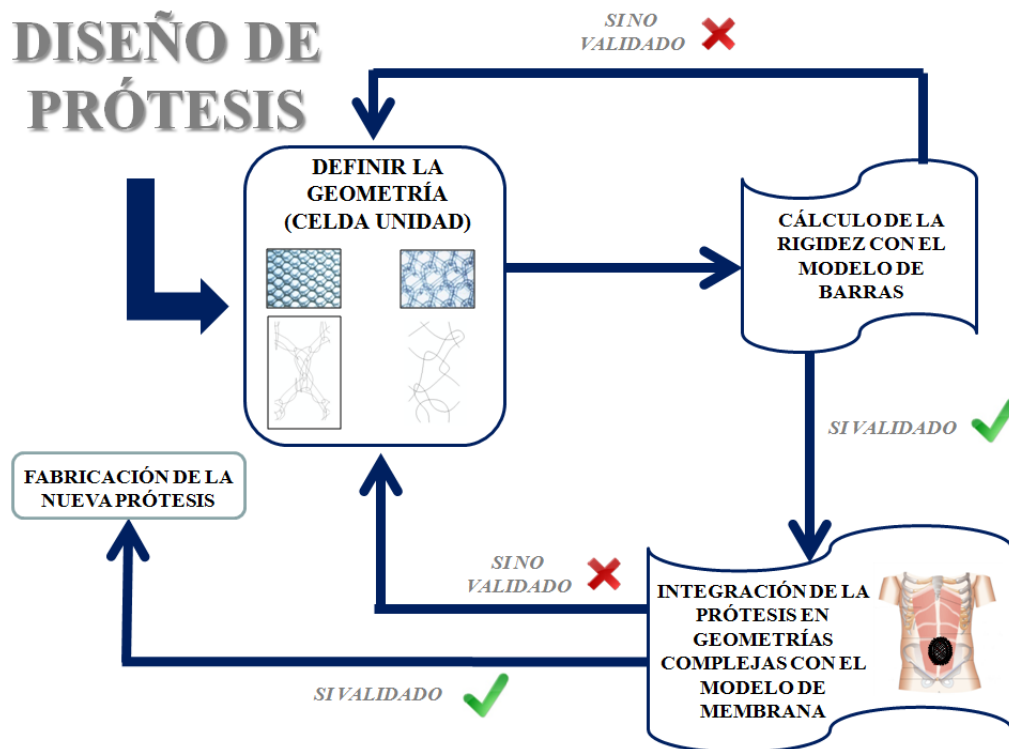 DISEÑO DE
PRÓTESIS
SI NO
VALIDADO
DEFINIR LA
GEOMETRÍA
(CELDA UNIDAD)
CÁLCULO DE LA
RIGIDEZ CON EL
MODELO DE
BARRAS
SI VALIDADO
FABRICACIÓN DE LA
NUEVA PRÓTESIS
SI NO
VALIDADO
INTEGRACIÓN DE LA
PRÓTESIS EN
GEOMETRÍAS
COMPLEJAS CON EL
MODELO DE
MEMBRANA
SI VALIDADO